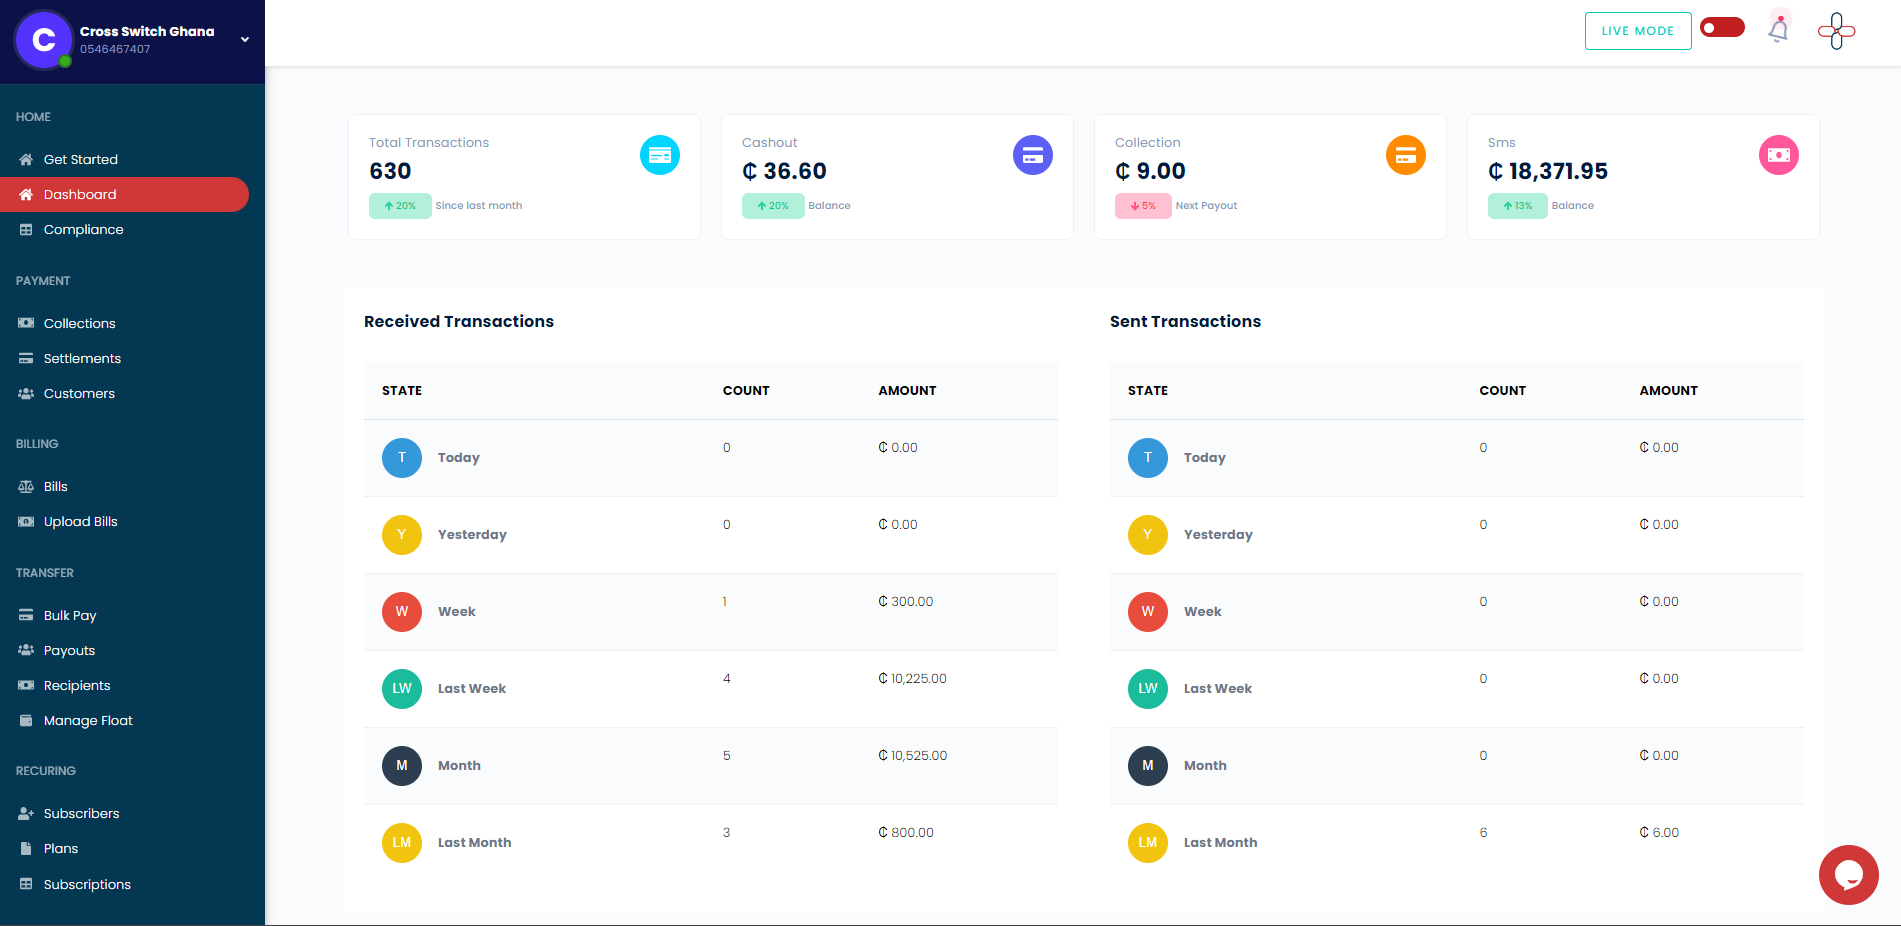 C
Cross Switch Ghana
0546467407
LIVE MODE
HOME
Get Started
Dashboard
Compliance
PAYMENT
Collections
Settlements
Customers
BILLING
Bills
Upload Bills
TRANSFER
Bulk Pay
Payouts
Recipients
Manage Float
RECURING
Subscribers
Plans
Subscriptions
Total Transactions
630
20% Since last month
Cashout
₵ 36.60
20% Balance
Collection
₵ 9.00
5% Next Payout
Sms
₵ 18,371.95
13% Balance
Received Transactions
STATE COUNT AMOUNT
T Today 0 ₵ 0.00
Y Yesterday 0 ₵ 0.00
W Week 1 ₵ 300.00
LW Last Week 4 ₵ 10,225.00
M Month 5 ₵ 10,525.00
LM Last Month 3 ₵ 800.00
Sent Transactions
STATE COUNT AMOUNT
T Today 0 ₵ 0.00
Y Yesterday 0 ₵ 0.00
W Week 0 ₵ 0.00
LW Last Week 0 ₵ 0.00
M Month 0 ₵ 0.00
LM Last Month 6 ₵ 6.00